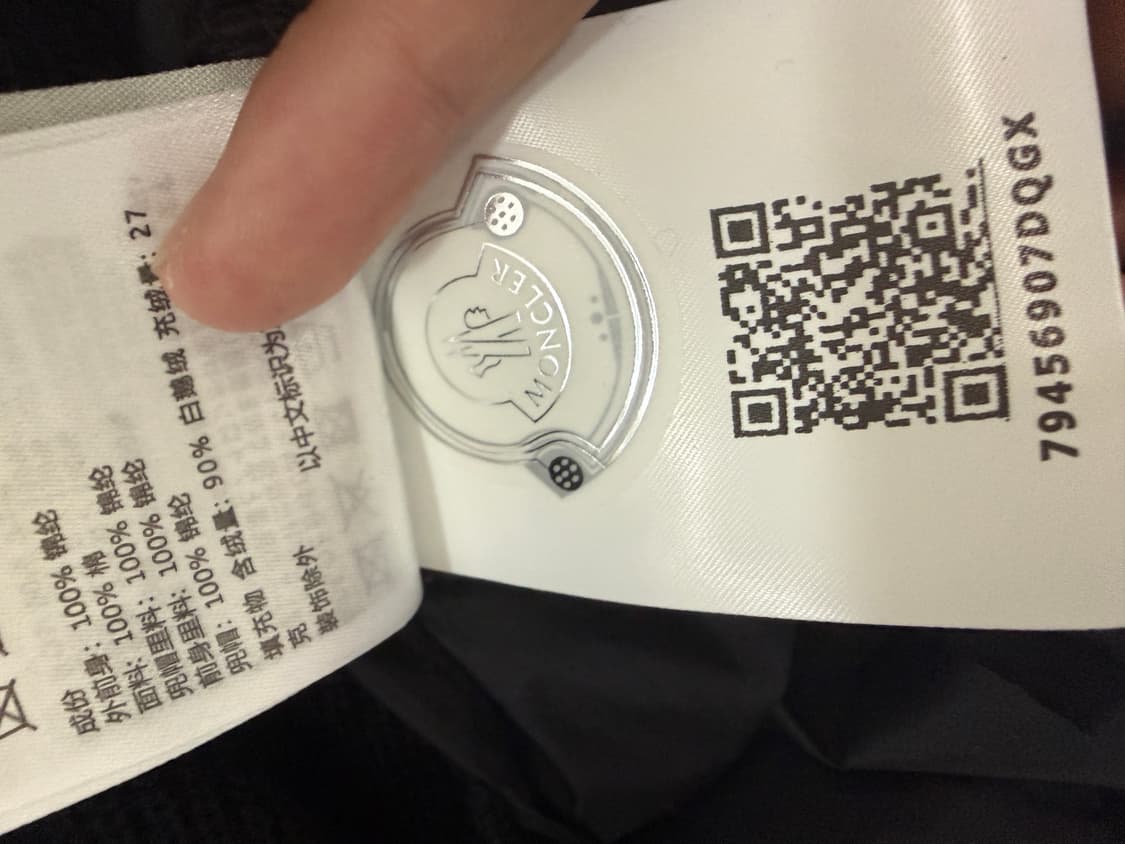 成份
外前身: 100% 锦纶
面料: 100% 棉
兜帽里料: 100% 锦纶
前身里料: 100% 锦纶
兜帽: 100% 锦纶
填充物 含绒量: 90% 白鹅绒 充绒量: 27
克
装饰除外 以中文标识为
MONCLER
79456907DQGX